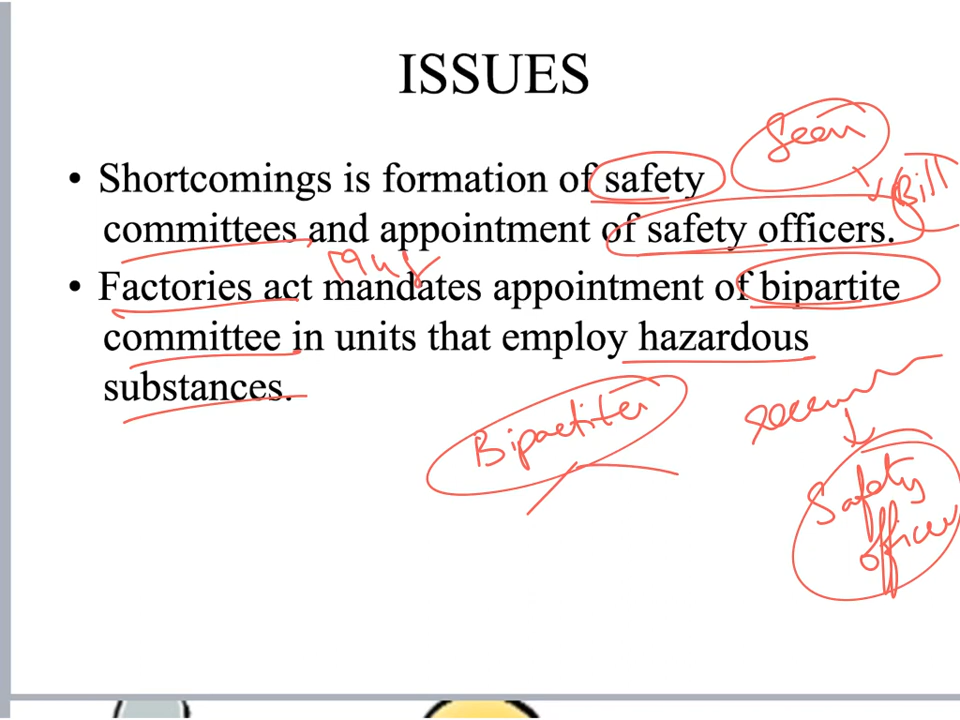 ISSUES
Seen
Bill
• Shortcomings is formation of safety
committees and appointment of safety officers.
1948
• Factories act mandates appointment of bipartite
committee in units that employ hazardous
substances.
Safety
officer